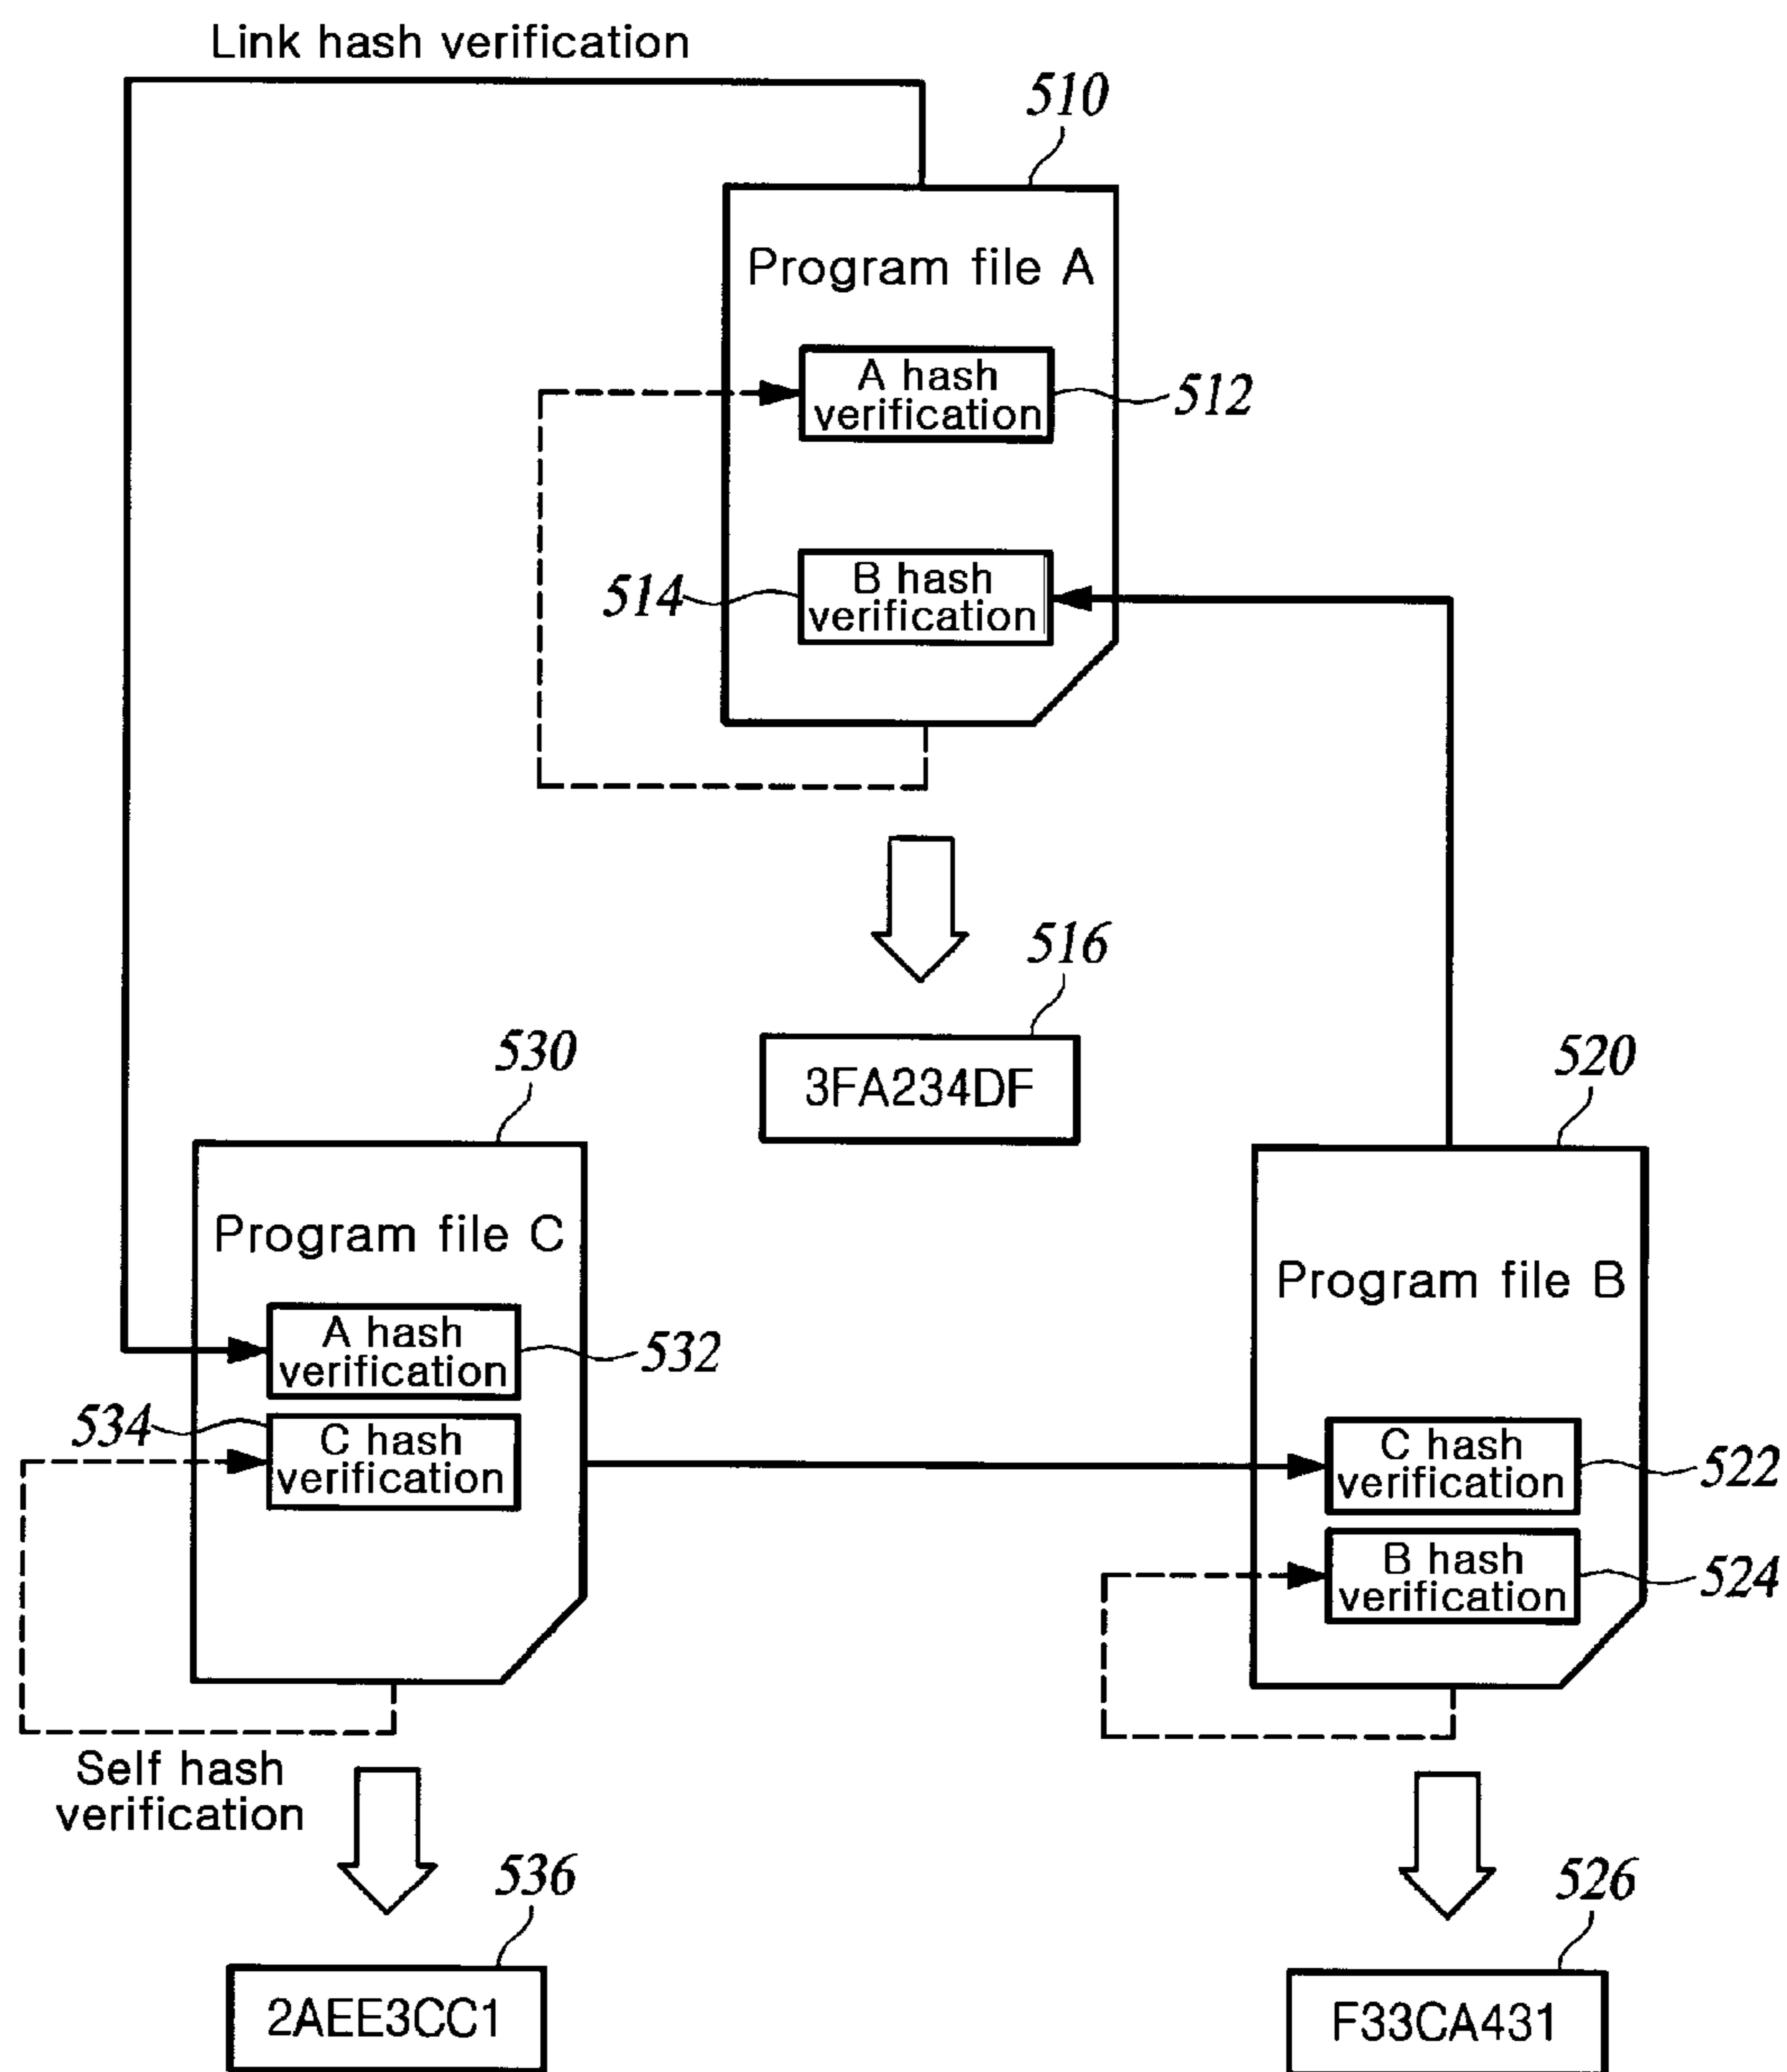 Link hash verification
510
Program file A
A hash
verification
512
B hash
verification
514
516
3FA234DF
530
520
Program file C
Program file B
A hash
verification
532
534
C hash
verification
C hash
verification
522
B hash
verification
524
Self hash
verification
536
526
2AEE3CC1
F33CA431